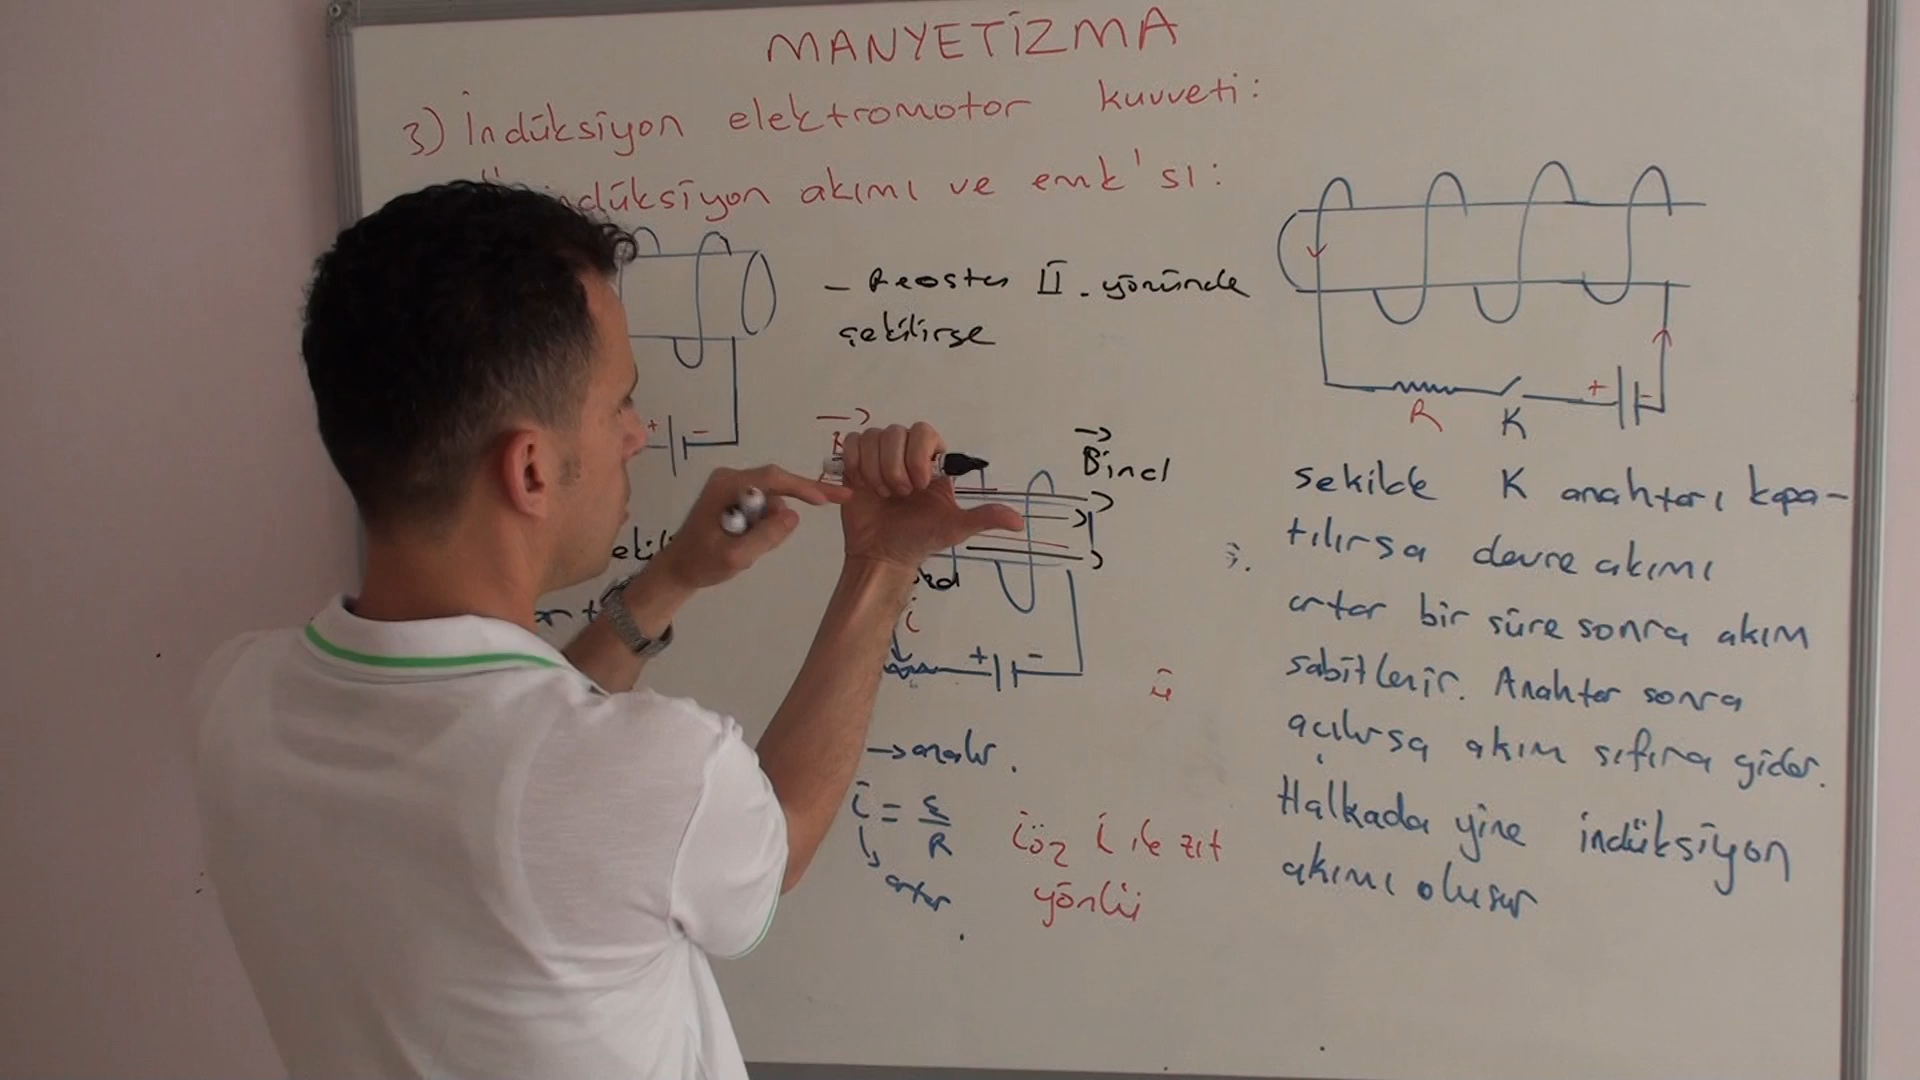 MANYETİZMA
3) İndüksiyon elektromotor kuvveti:
indüksiyon akımı ve emk'sı:
- Reosta II. yönünde
çekilirse
+ -
Bind
+ -
i
→ azalır.
i = ε / R
artar
İöz i ile zıt
yönlü
R K + -
Şekilde K anahtarı kapa-
tılırsa devre akımı
artar bir süre sonra akım
sabitlenir. Anahtar sonra
açılırsa akım sıfıra gider.
Halkada yine indüksiyon
akımı oluşur